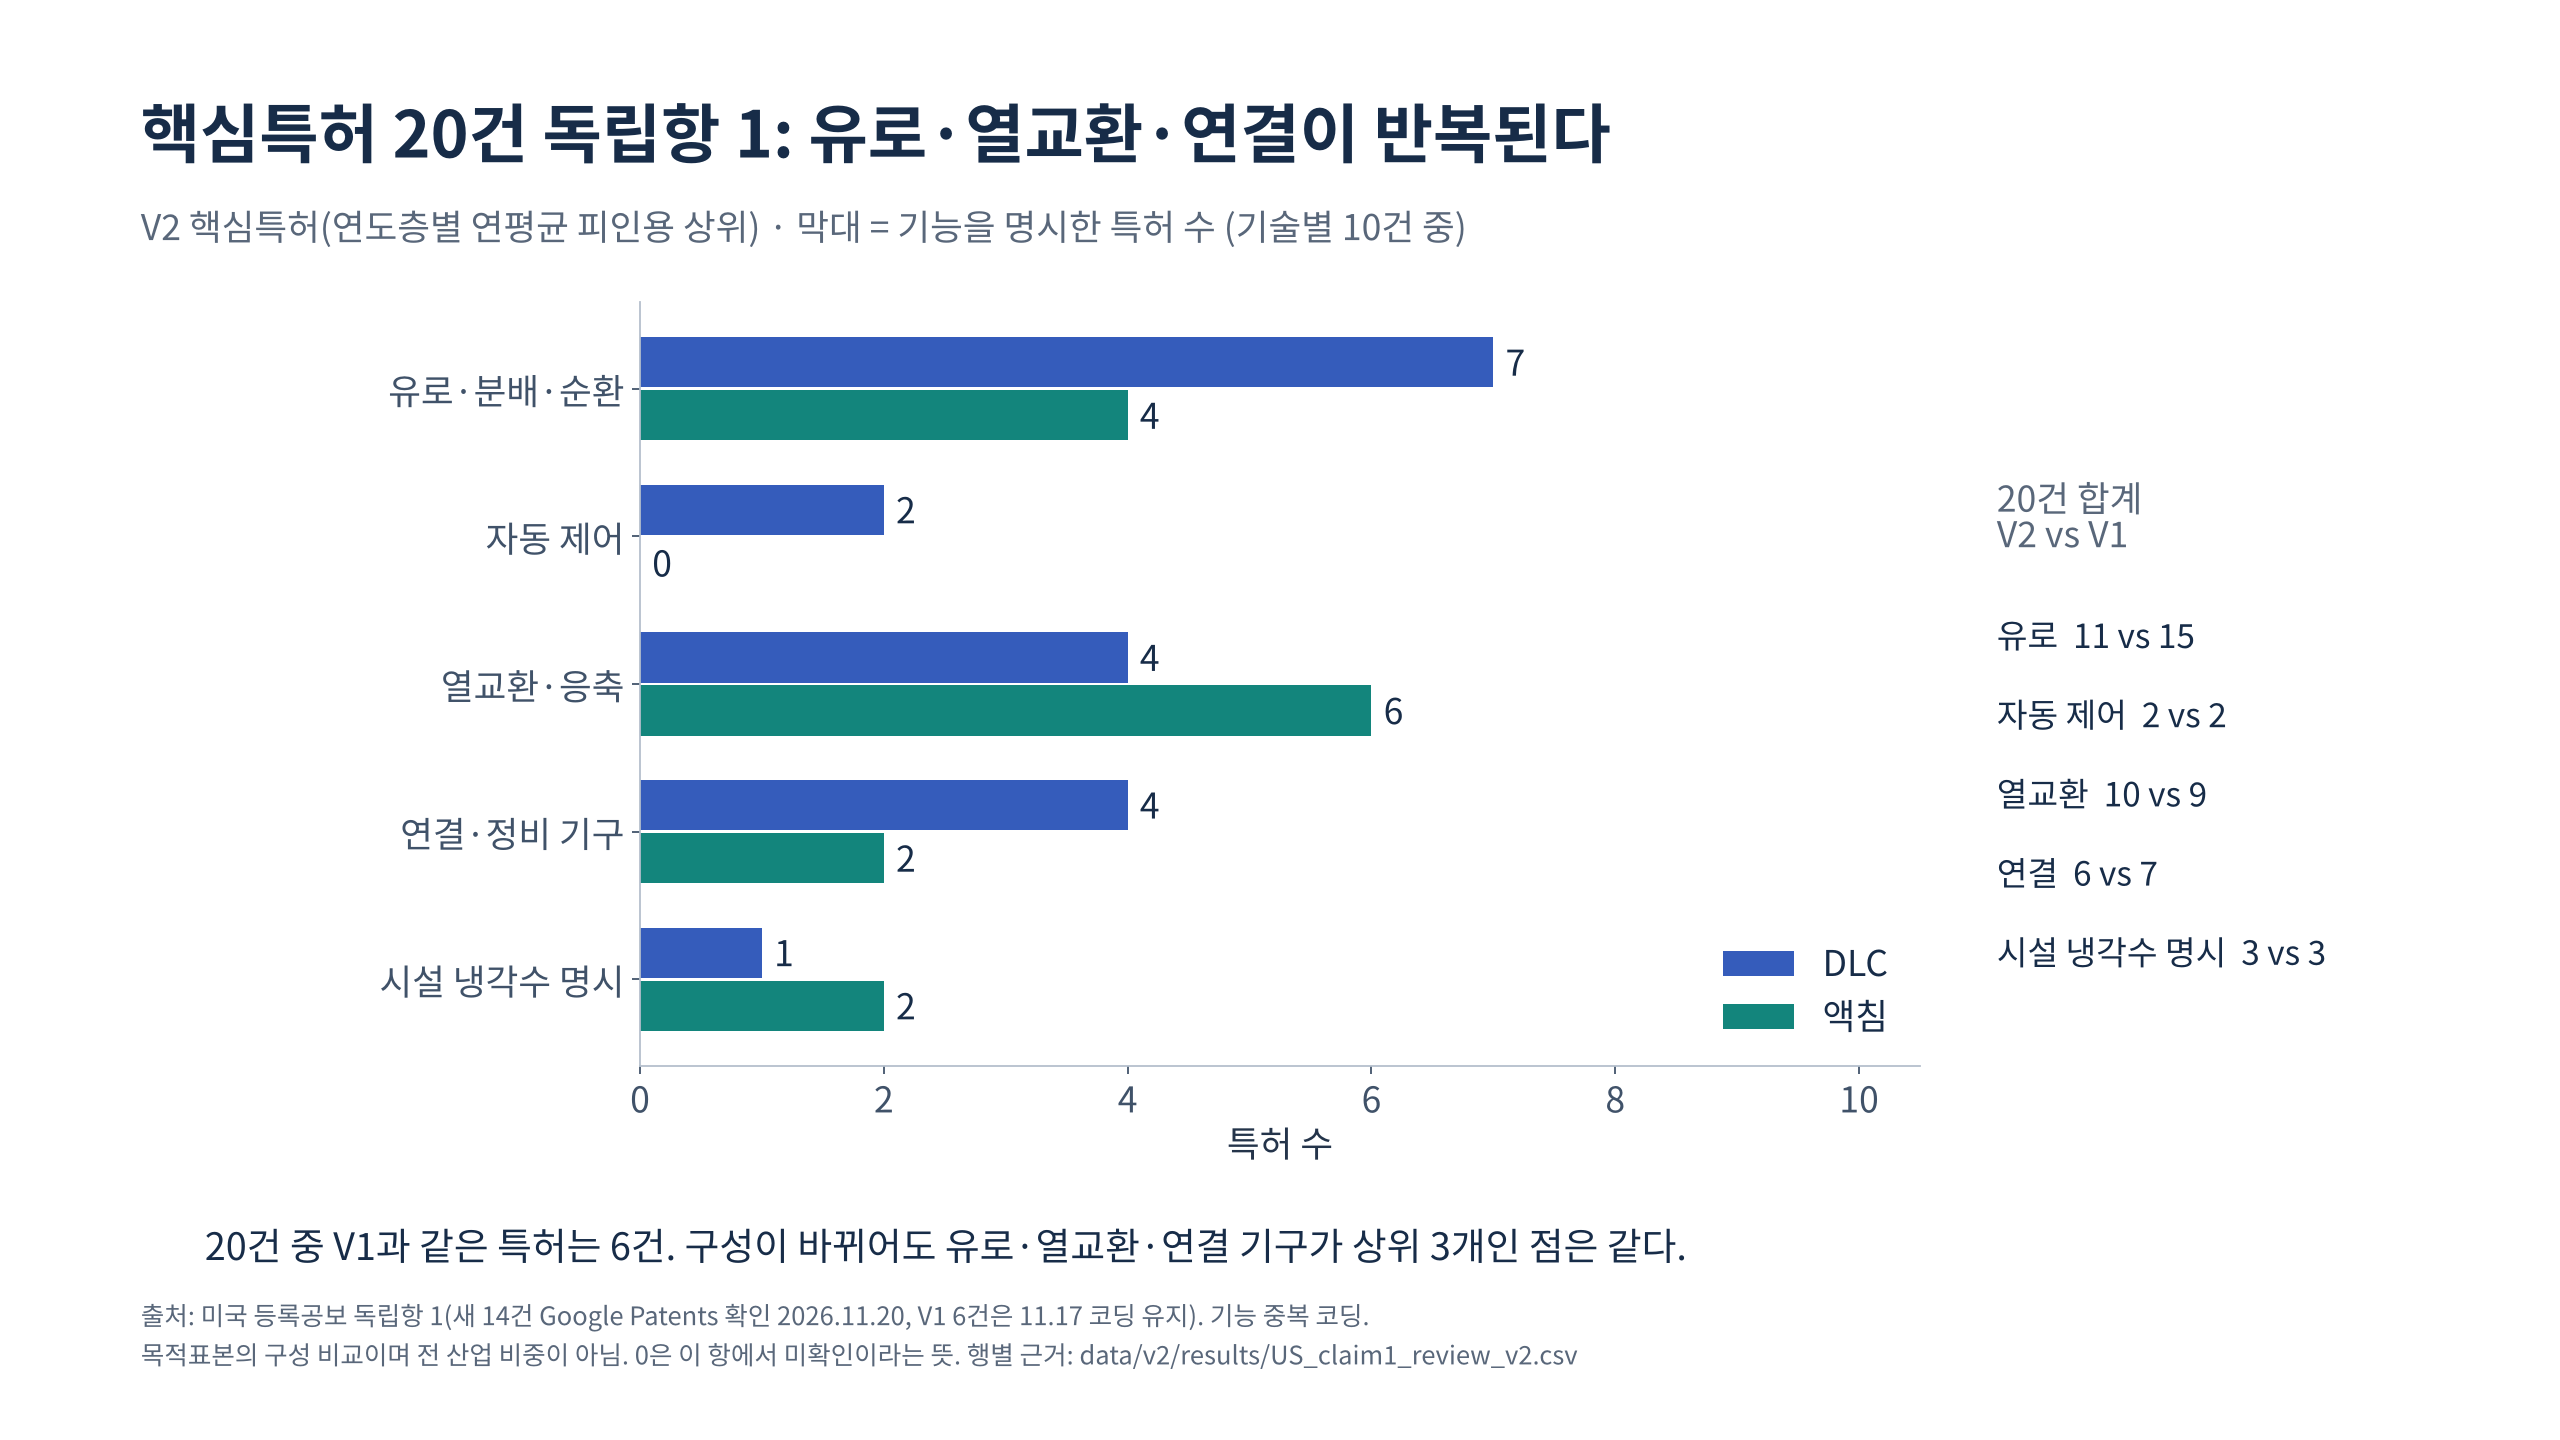 핵심특허 20건 독립항 1: 유로·열교환·연결이 반복된다
V2 핵심특허(연도층별 연평균 피인용 상위) · 막대 = 기능을 명시한 특허 수 (기술별 10건 중)
유로·분배·순환
7
4
자동 제어
2
0
열교환·응축
4
6
연결·정비 기구
4
2
시설 냉각수 명시
1
2
DLC
액침
0 2 4 6 8 10
특허 수
20건 합계
V2 vs V1
유로 11 vs 15
자동 제어 2 vs 2
열교환 10 vs 9
연결 6 vs 7
시설 냉각수 명시 3 vs 3
20건 중 V1과 같은 특허는 6건. 구성이 바뀌어도 유로·열교환·연결 기구가 상위 3개인 점은 같다.
출처: 미국 등록공보 독립항 1(새 14건 Google Patents 확인 2026.11.20, V1 6건은 11.17 코딩 유지). 기능 중복 코딩.
목적표본의 구성 비교이며 전 산업 비중이 아님. 0은 이 항에서 미확인이라는 뜻. 행별 근거: data/v2/results/US_claim1_review_v2.csv